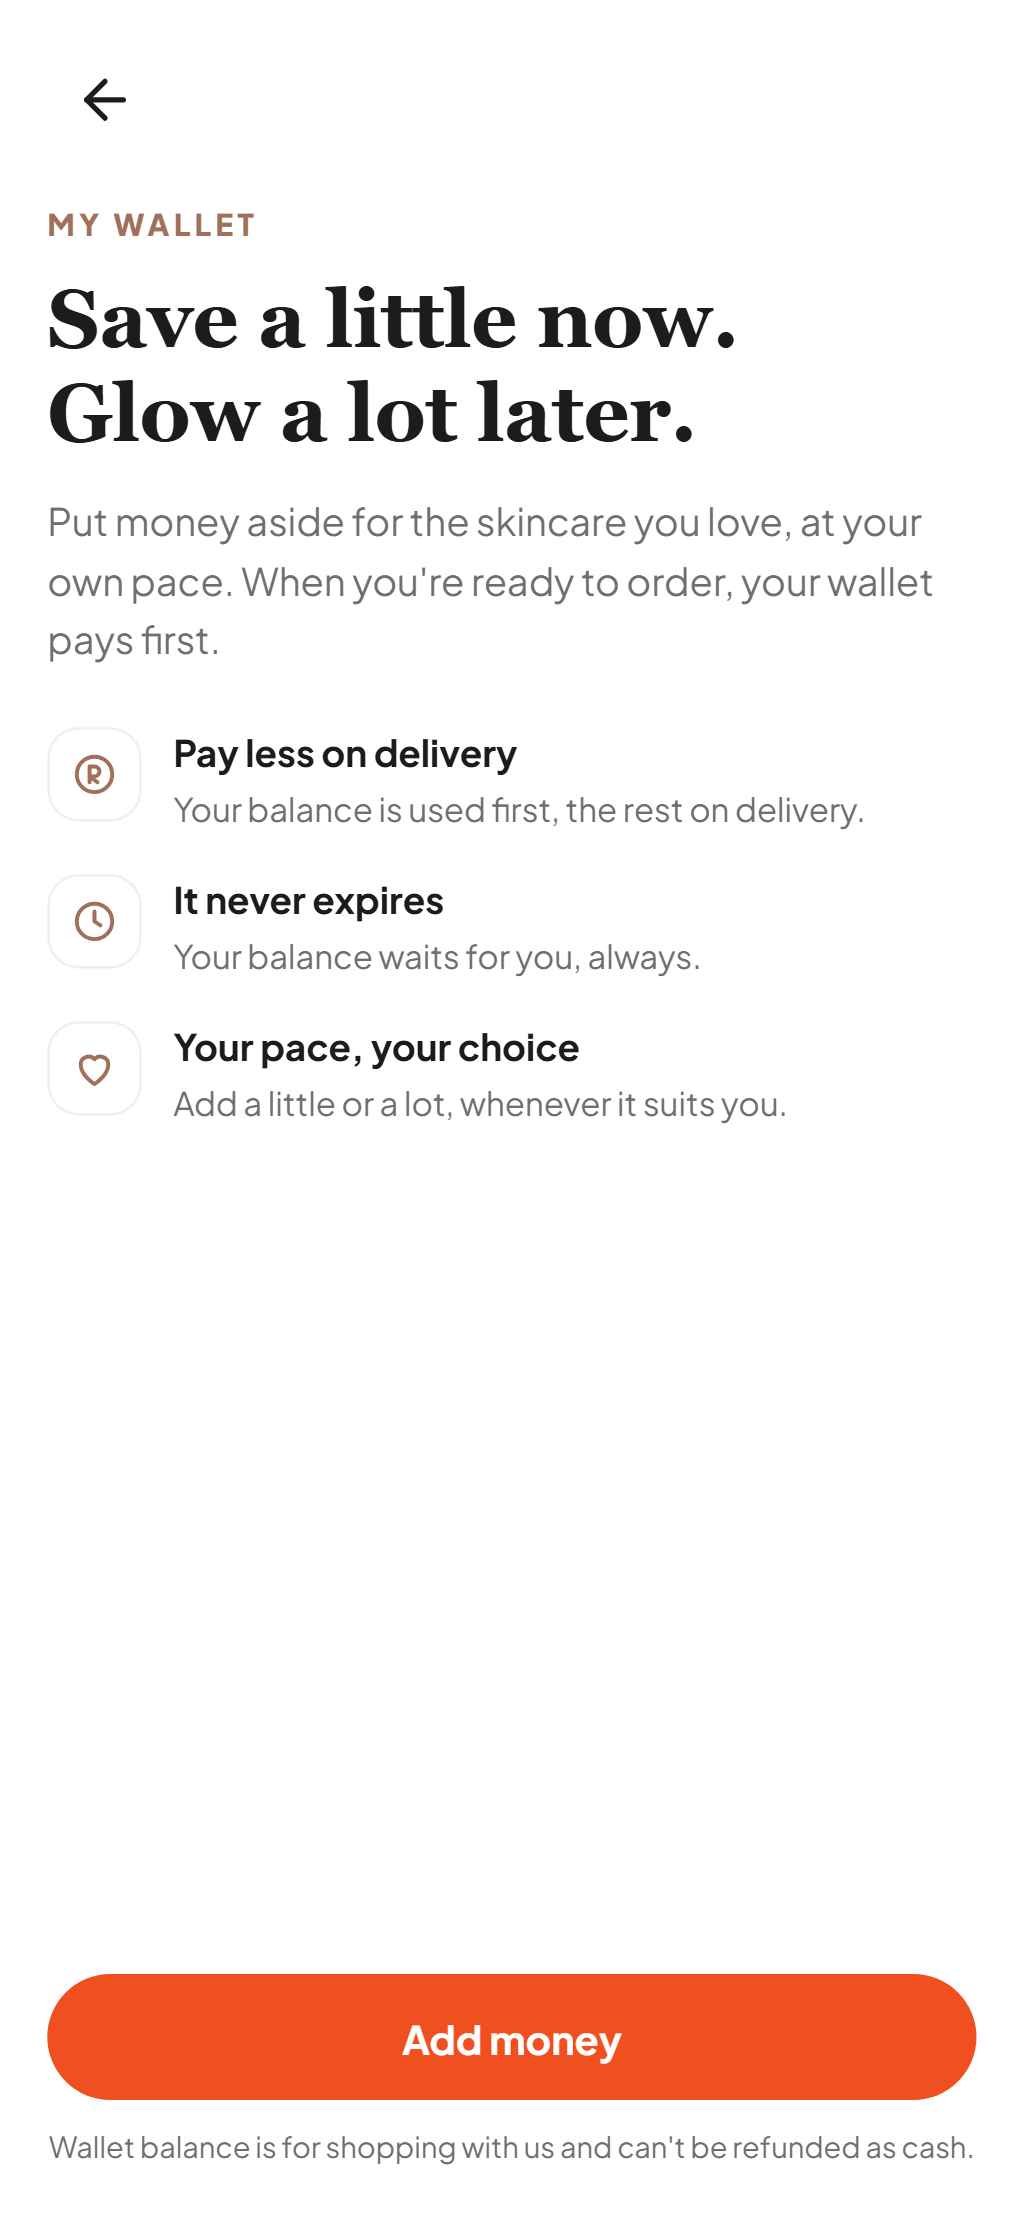 MY WALLET
Save a little now.
Glow a lot later.
Put money aside for the skincare you love, at your
own pace. When you're ready to order, your wallet
pays first.
R
Pay less on delivery
Your balance is used first, the rest on delivery.
It never expires
Your balance waits for you, always.
Your pace, your choice
Add a little or a lot, whenever it suits you.
Add money
Wallet balance is for shopping with us and can't be refunded as cash.